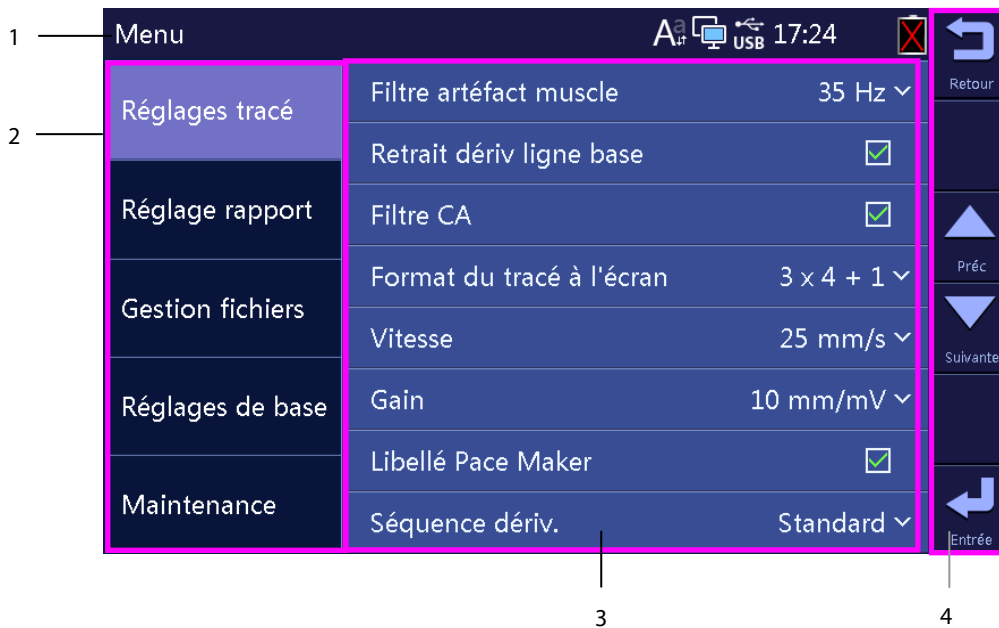 1
Menu
Aa USB 17:24
Retour
2
Réglages tracé
Réglage rapport
Gestion fichiers
Réglages de base
Maintenance
Filtre artéfact muscle 35 Hz
Retrait dériv ligne base
Filtre CA
Format du tracé à l'écran 3 x 4 + 1
Vitesse 25 mm/s
Gain 10 mm/mV
Libellé Pace Maker
Séquence dériv. Standard
Préc
Suivante
Entrée
3
4